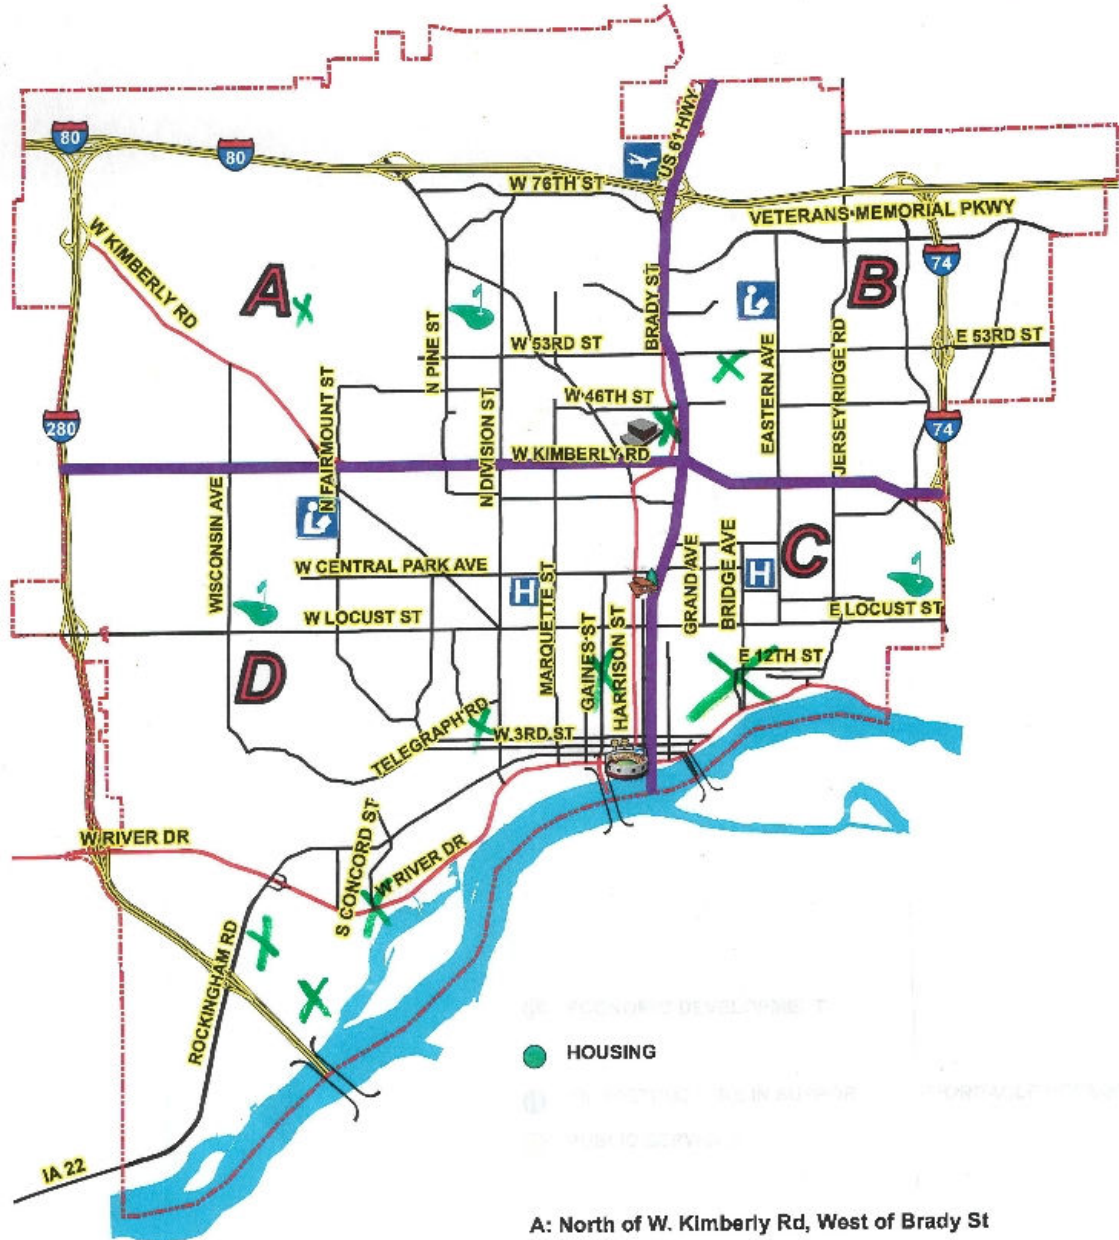 US 61 HWY
80
80
W 76TH ST
VETERANS MEMORIAL PKWY
W KIMBERLY RD
74
A
B
BRADY ST
N PINE ST
W 53RD ST
E 53RD ST
EASTERN AVE
JERSEY RIDGE RD
N FAIRMOUNT ST
W 46TH ST
N DIVISION ST
280
74
W KIMBERLY RD
WISCONSIN AVE
C
W CENTRAL PARK AVE
H
H
MARQUETTE ST
GRAND AVE
BRIDGE AVE
W LOCUST ST
E LOCUST ST
GAINES ST
HARRISON ST
E 12TH ST
D
TELEGRAPH RD
W 3RD ST
W RIVER DR
S CONCORD ST
W RIVER DR
ROCKINGHAM RD
HOUSING
IA 22
A: North of W. Kimberly Rd, West of Brady St